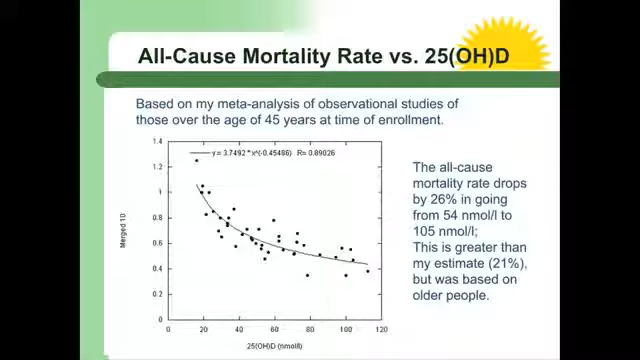 All-Cause Mortality Rate vs. 25(OH)D
Based on my meta-analysis of observational studies of
those over the age of 45 years at time of enrollment.
1.4
1.2
1
0.8
0.6
0.4
0.2
0
Merged 10
y = 3.7492 * x^(-0.45486) R= 0.89026
0 20 40 60 80 100 120
25(OH)D (nmol/l)
The all-cause
mortality rate drops
by 26% in going
from 54 nmol/l to
105 nmol/l;
This is greater than
my estimate (21%),
but was based on
older people.